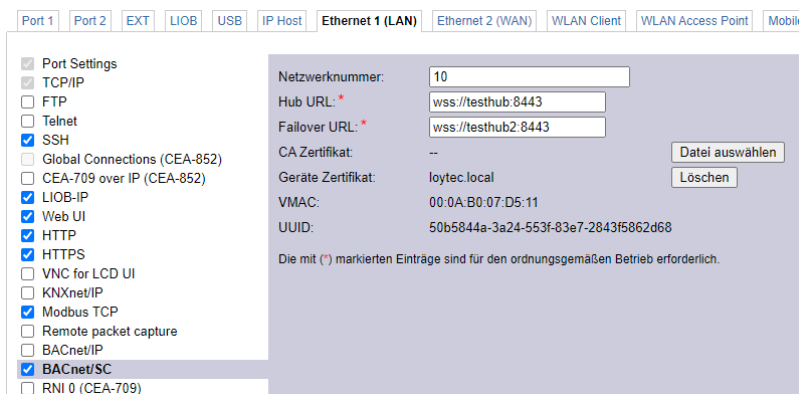 Port 1 Port 2 EXT LIOB USB IP Host Ethernet 1 (LAN) Ethernet 2 (WAN) WLAN Client WLAN Access Point Mobile
Port Settings
TCP/IP
FTP
Telnet
SSH
Global Connections (CEA-852)
CEA-709 over IP (CEA-852)
LIOB-IP
Web UI
HTTP
HTTPS
VNC for LCD UI
KNXnet/IP
Modbus TCP
Remote packet capture
BACnet/IP
BACnet/SC
RNI 0 (CEA-709)
Netzwerknummer: 10
Hub URL: * wss://testhub:8443
Failover URL: * wss://testhub2:8443
CA Zertifikat: -- Datei auswählen
Geräte Zertifikat: loytec.local Löschen
VMAC: 00:0A:B0:07:D5:11
UUID: 50b5844a-3a24-553f-83e7-2843f5862d68
Die mit (*) markierten Einträge sind für den ordnungsgemäßen Betrieb erforderlich.